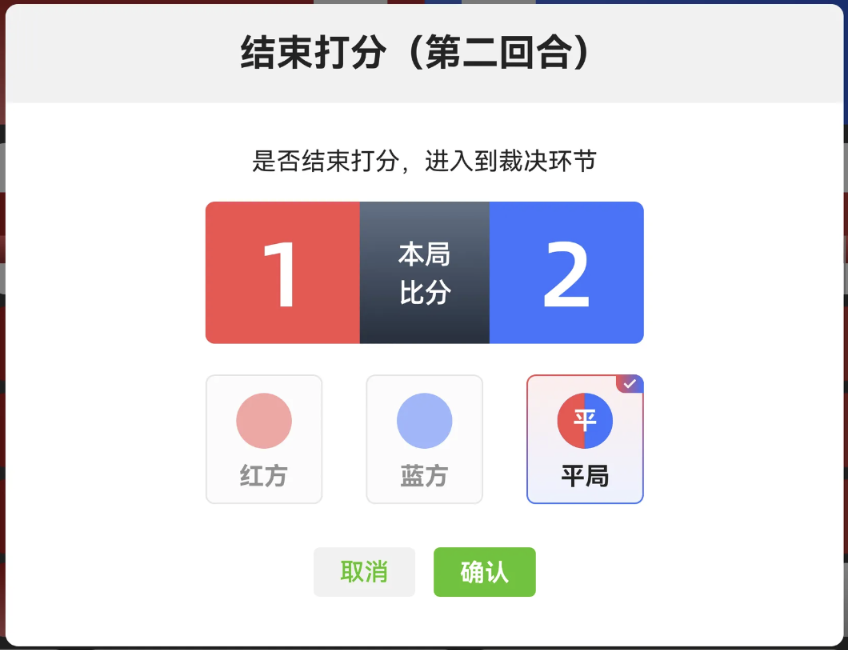 结束打分（第二回合）
是否结束打分，进入到裁决环节
1
本局
比分
2
平
红方
蓝方
平局
取消
确认